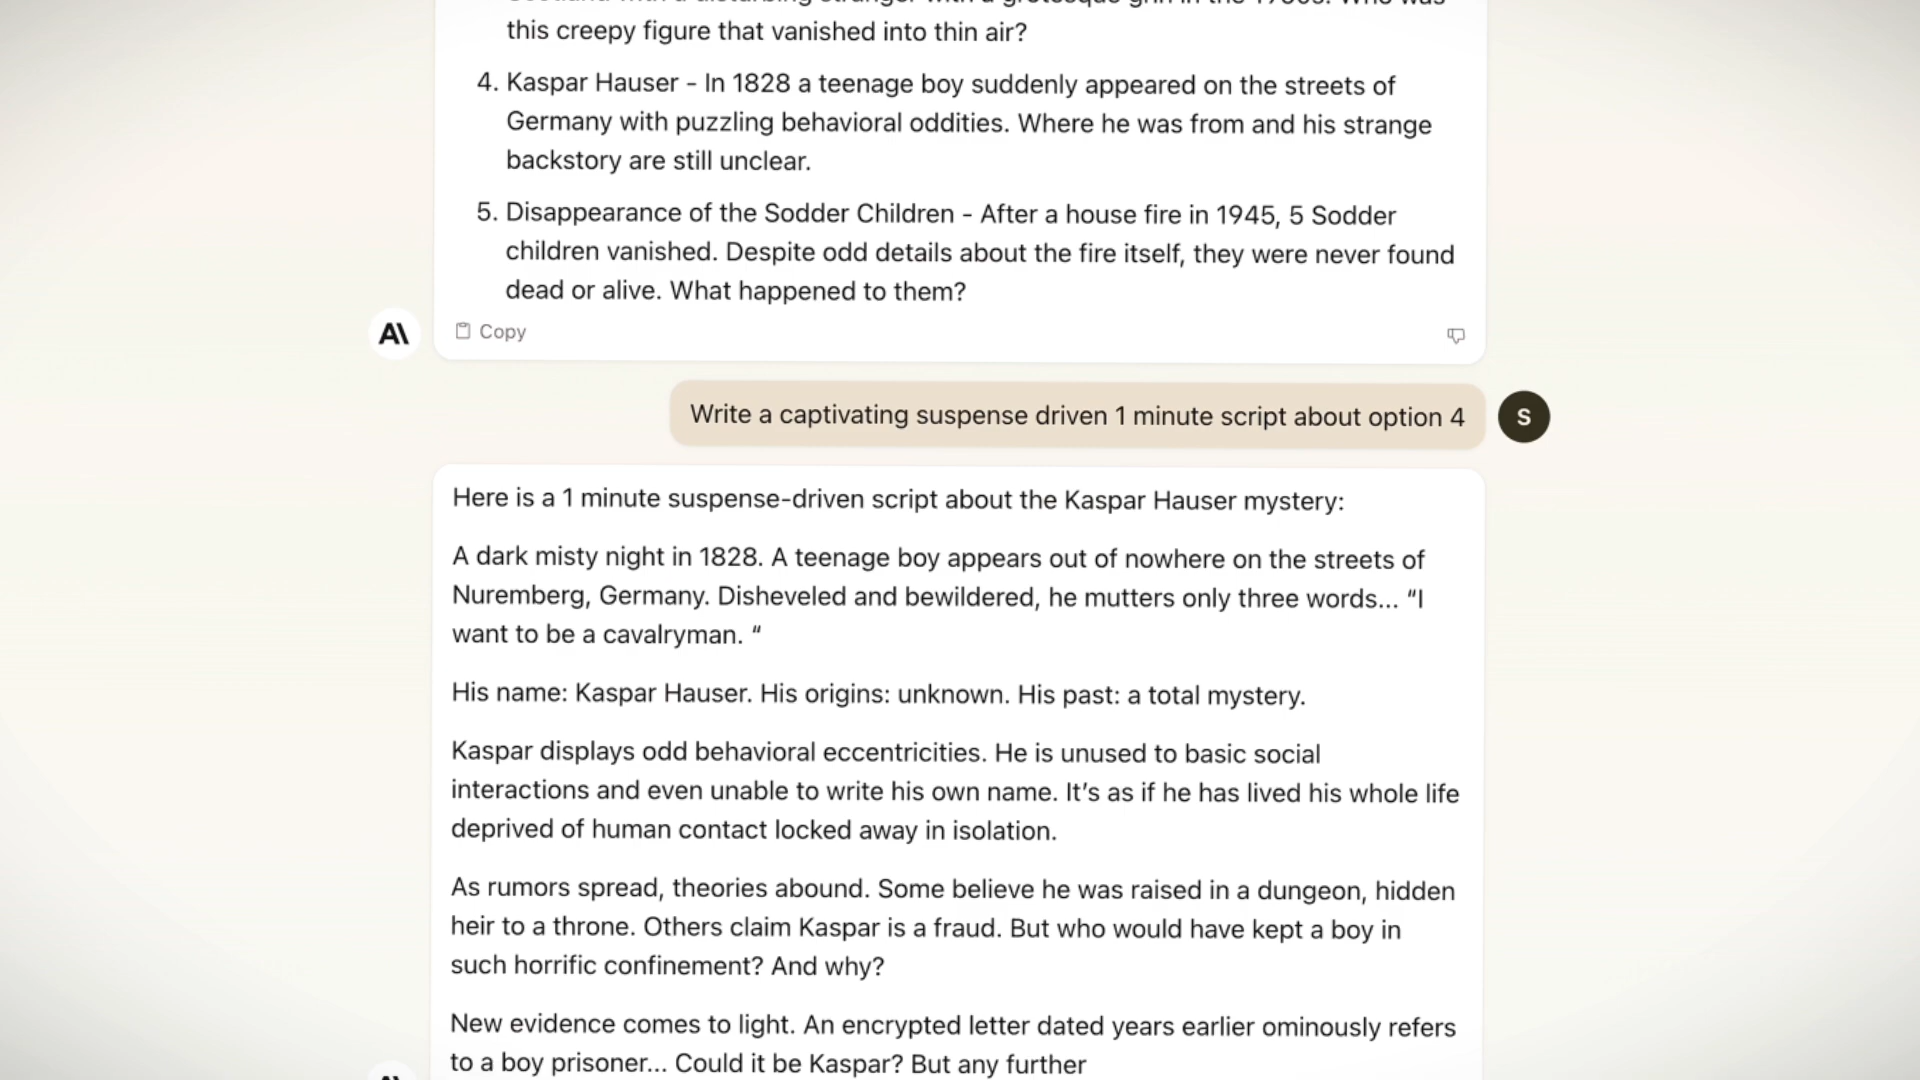 this creepy figure that vanished into thin air?
4. Kaspar Hauser - In 1828 a teenage boy suddenly appeared on the streets of
Germany with puzzling behavioral oddities. Where he was from and his strange
backstory are still unclear.
5. Disappearance of the Sodder Children - After a house fire in 1945, 5 Sodder
children vanished. Despite odd details about the fire itself, they were never found
dead or alive. What happened to them?
A\
Copy
Write a captivating suspense driven 1 minute script about option 4
S
Here is a 1 minute suspense-driven script about the Kaspar Hauser mystery:
A dark misty night in 1828. A teenage boy appears out of nowhere on the streets of
Nuremberg, Germany. Disheveled and bewildered, he mutters only three words... “I
want to be a cavalryman. “
His name: Kaspar Hauser. His origins: unknown. His past: a total mystery.
Kaspar displays odd behavioral eccentricities. He is unused to basic social
interactions and even unable to write his own name. It’s as if he has lived his whole life
deprived of human contact locked away in isolation.
As rumors spread, theories abound. Some believe he was raised in a dungeon, hidden
heir to a throne. Others claim Kaspar is a fraud. But who would have kept a boy in
such horrific confinement? And why?
New evidence comes to light. An encrypted letter dated years earlier ominously refers
to a boy prisoner... Could it be Kaspar? But any further